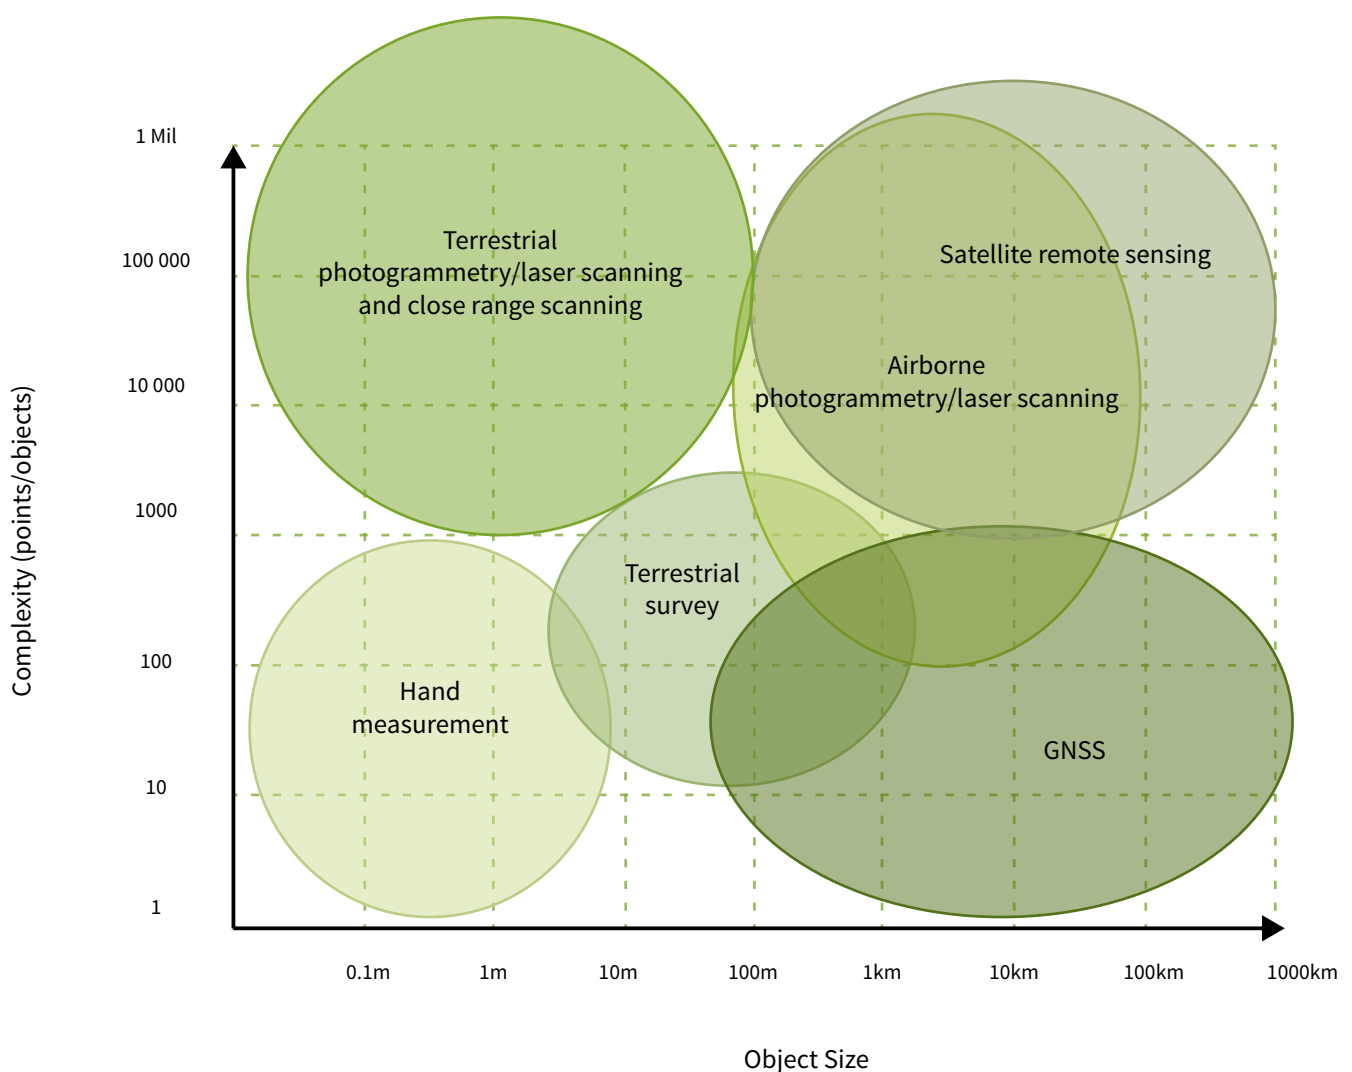 1 Mil
100 000
10 000
1000
100
10
1
Complexity (points/objects)
Terrestrial
photogrammetry/laser scanning
and close range scanning
Satellite remote sensing
Airborne
photogrammetry/laser scanning
Terrestrial
survey
Hand
measurement
GNSS
0.1m
1m
10m
100m
1km
10km
100km
1000km
Object Size